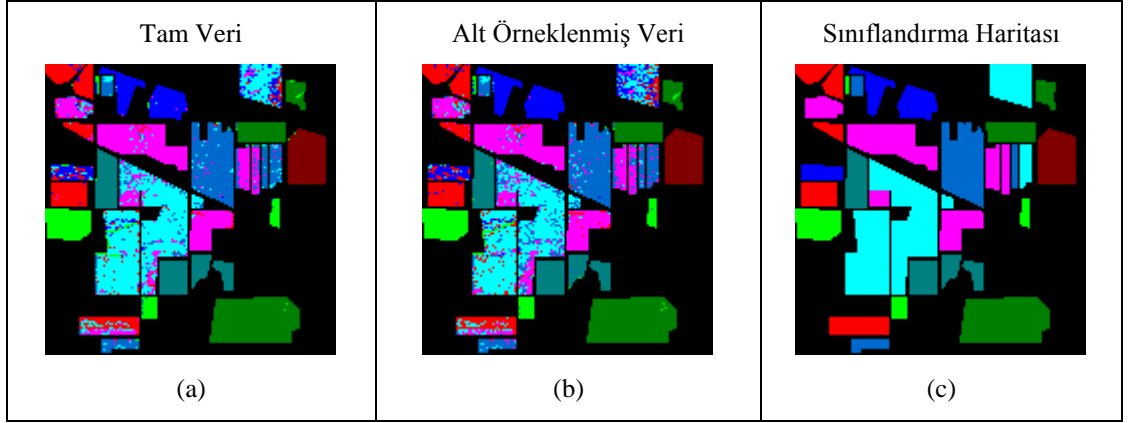 Tam Veri
Alt Örneklenmiş Veri
Sınıflandırma Haritası
(a)
(b)
(c)